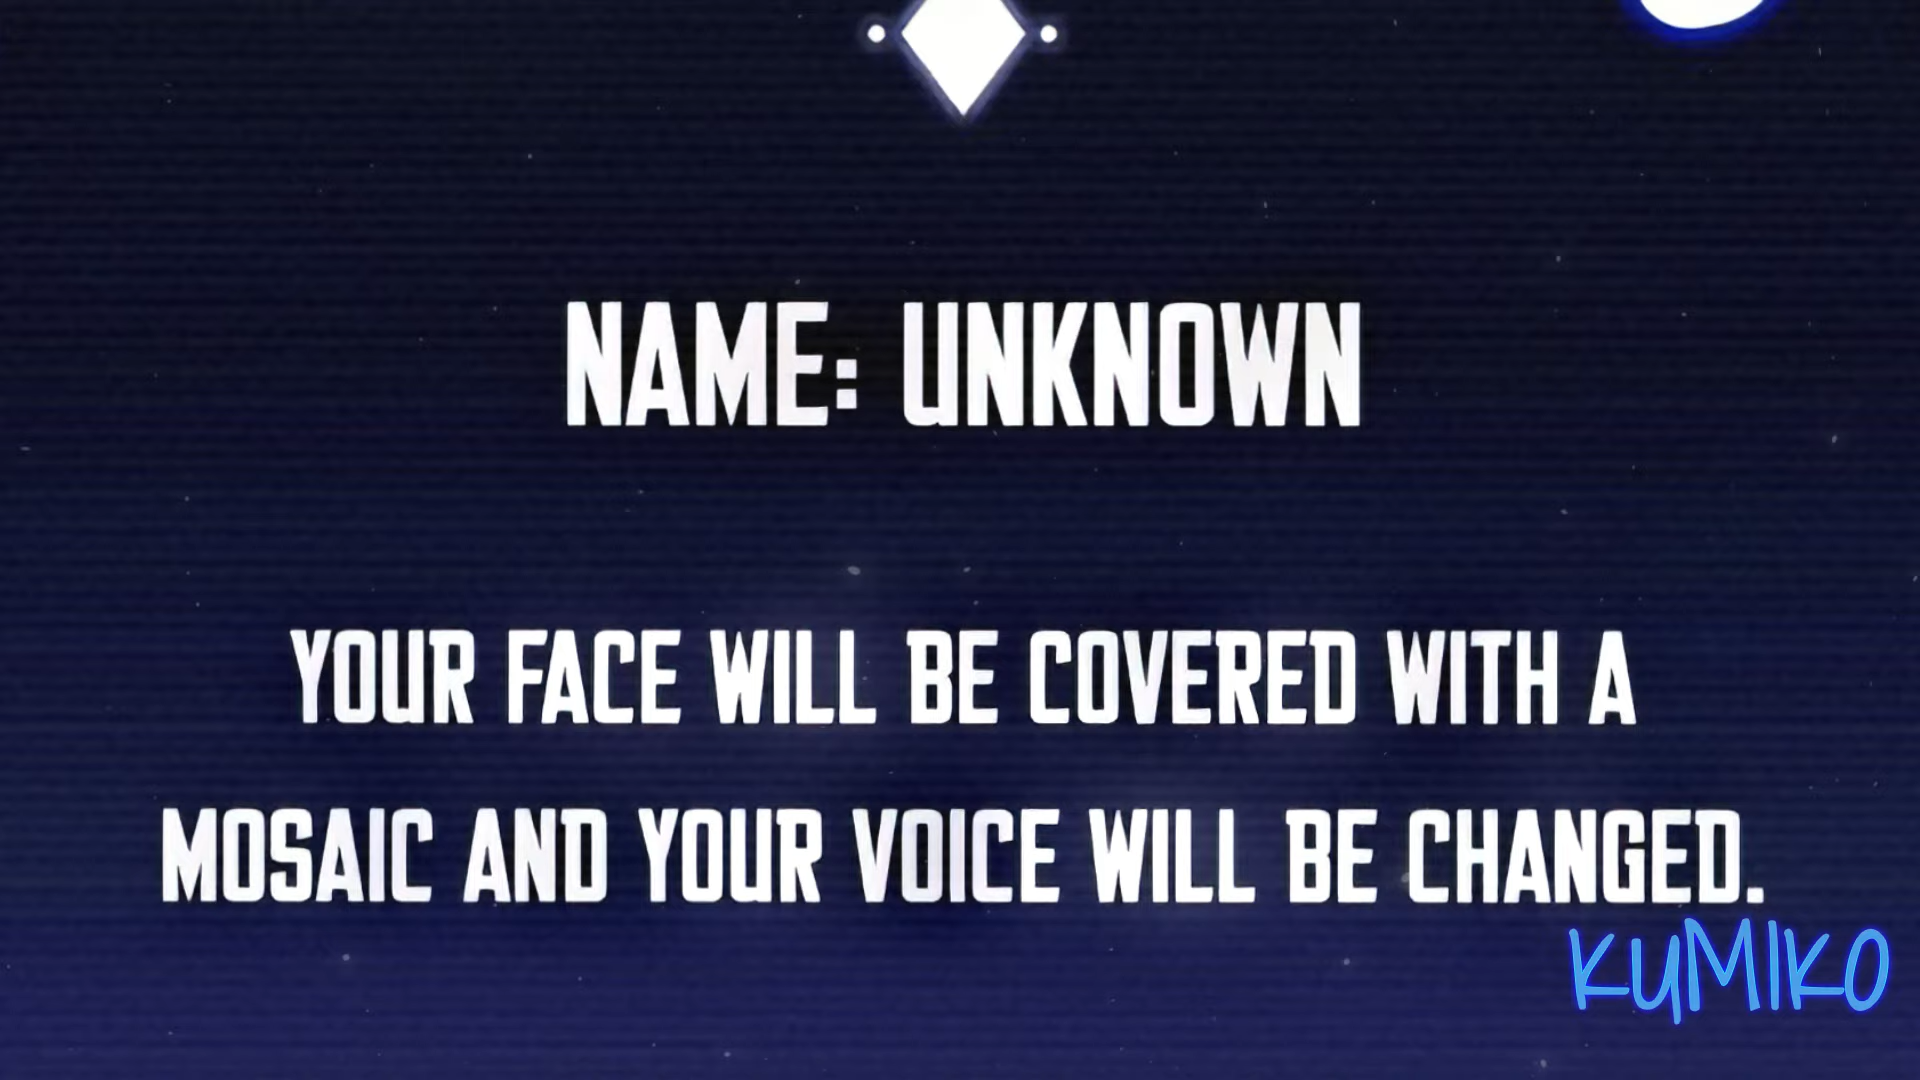 NAME: UNKNOWN
YOUR FACE WILL BE COVERED WITH A
MOSAIC AND YOUR VOICE WILL BE CHANGED.
KUMIKO